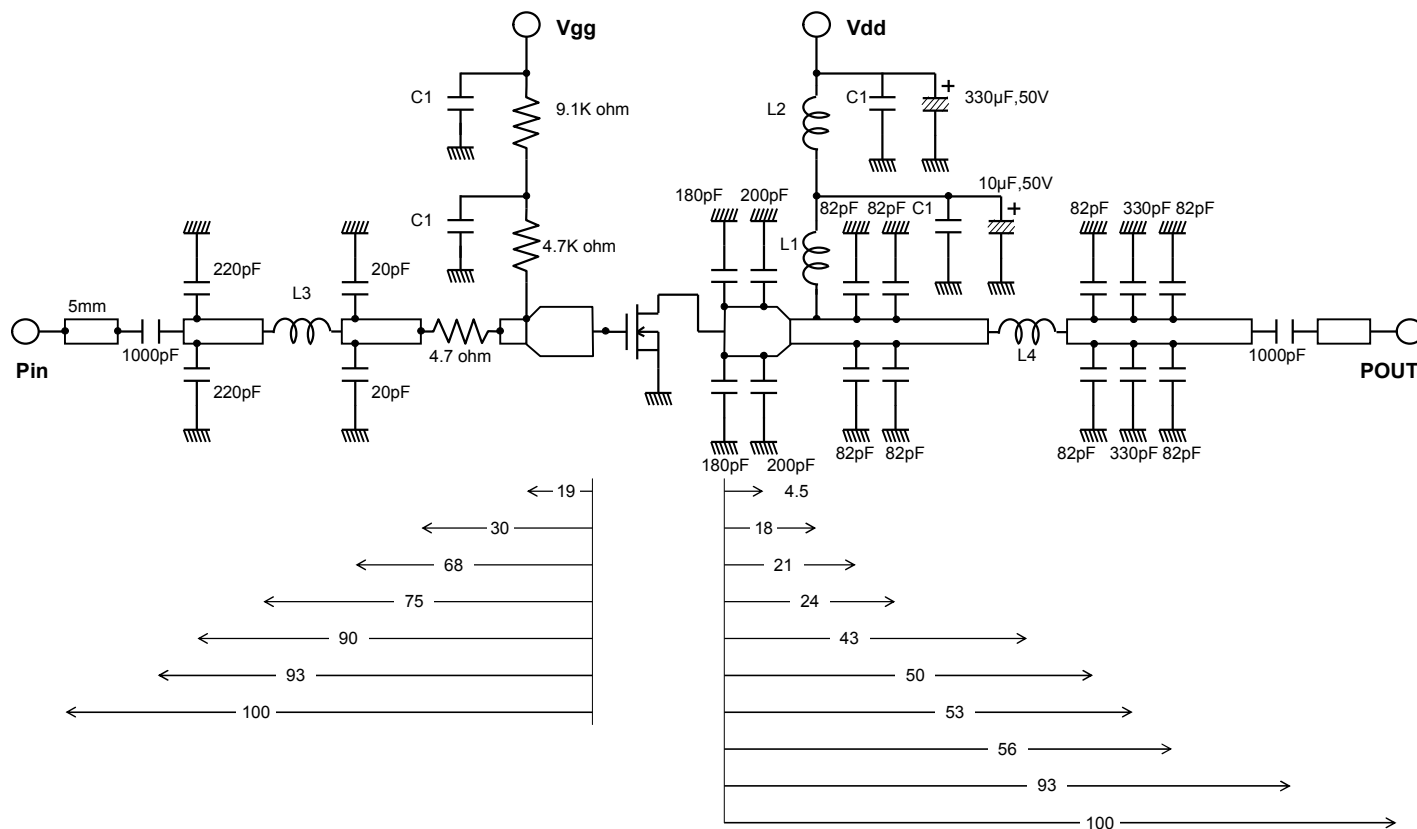 Vgg
Vdd
C1
9.1K ohm
L2
C1
+
330µF,50V
180pF
200pF
10µF,50V
C1
4.7K ohm
L1
82pF
82pF
C1
+
82pF
330pF
82pF
220pF
20pF
5mm
L3
1000pF
4.7 ohm
L4
1000pF
Pin
POUT
220pF
20pF
180pF
200pF
82pF
82pF
82pF
330pF
82pF
19
4.5
30
18
68
21
75
24
90
43
93
50
100
53
56
93
100